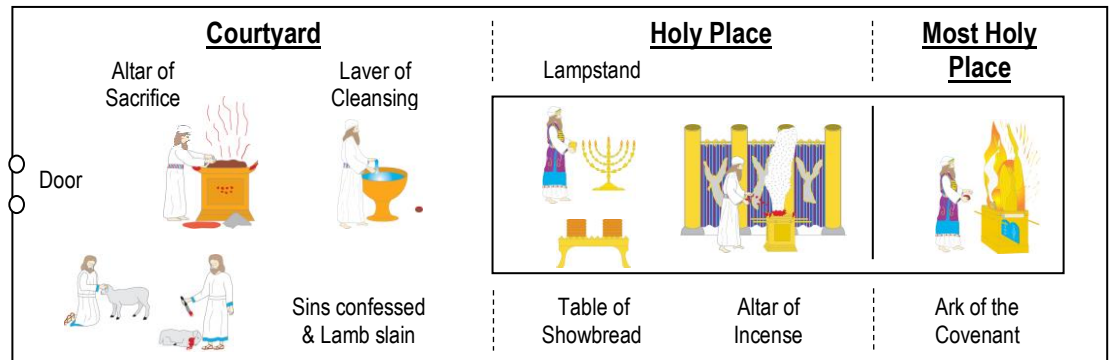 Courtyard
Holy Place
Most Holy
Place
Altar of
Sacrifice
Laver of
Cleansing
Lampstand
Door
Sins confessed
& Lamb slain
Table of
Showbread
Altar of
Incense
Ark of the
Covenant